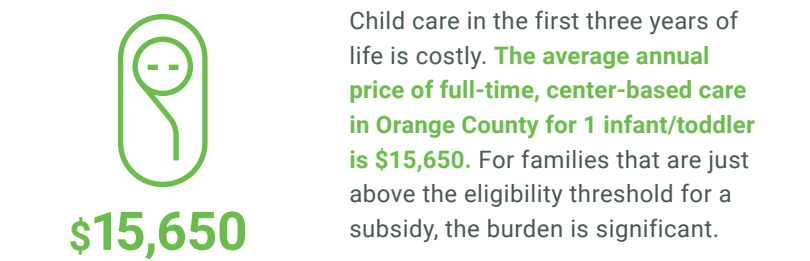 $15,650
Child care in the first three years of
life is costly. The average annual
price of full-time, center-based care
in Orange County for 1 infant/toddler
is $15,650. For families that are just
above the eligibility threshold for a
subsidy, the burden is significant.